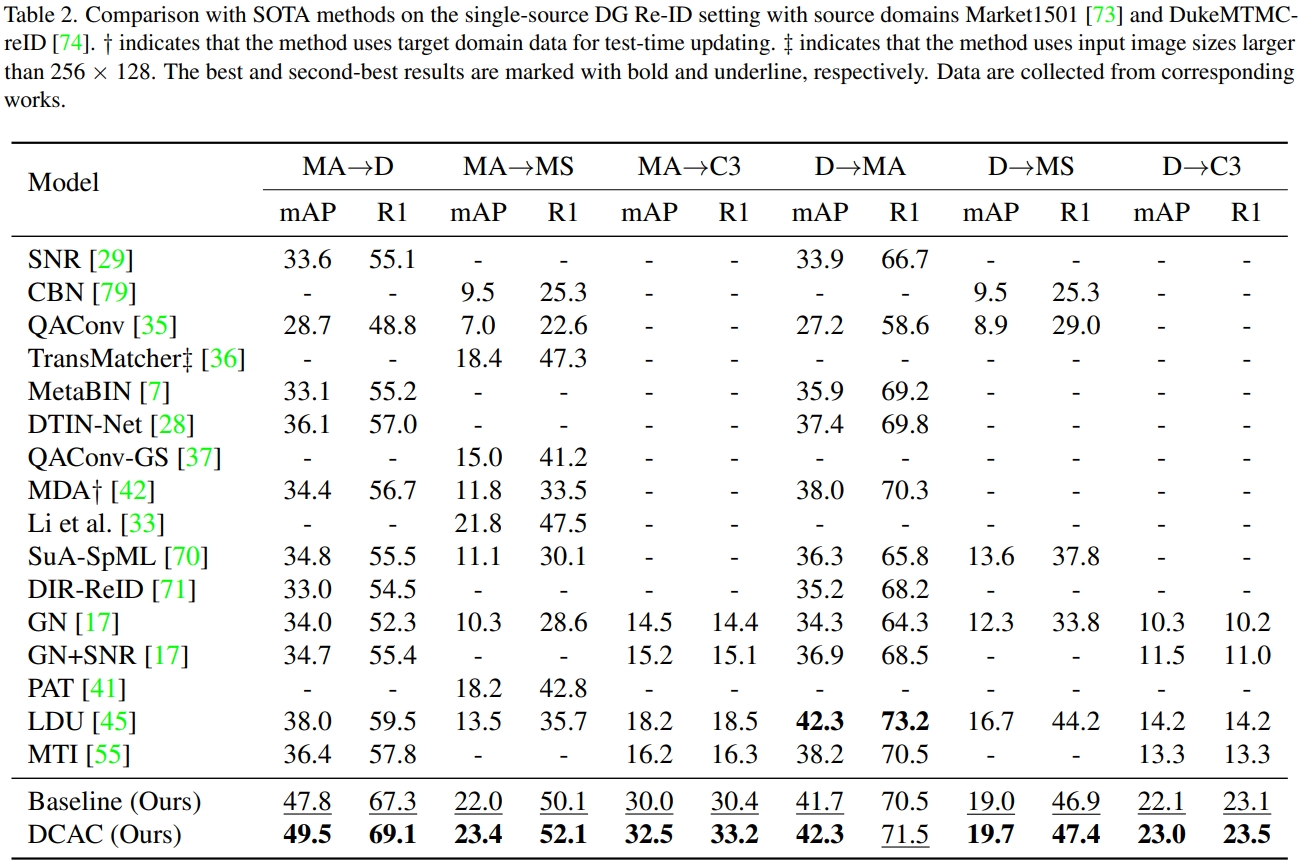 Table 2. Comparison with SOTA methods on the single-source DG Re-ID setting with source domains Market1501 [73] and DukeMTMC-
reID [74]. † indicates that the method uses target domain data for test-time updating. ‡ indicates that the method uses input image sizes larger
than 256 × 128. The best and second-best results are marked with bold and underline, respectively. Data are collected from corresponding
works.
Model MA→D MA→MS MA→C3 D→MA D→MS D→C3
mAP R1 mAP R1 mAP R1 mAP R1 mAP R1 mAP R1
SNR [29] 33.6 55.1 - - - - 33.9 66.7 - - - -
CBN [79] - - 9.5 25.3 - - - - 9.5 25.3 - -
QAConv [35] 28.7 48.8 7.0 22.6 - - 27.2 58.6 8.9 29.0 - -
TransMatcher‡ [36] - - 18.4 47.3 - - - - - - - -
MetaBIN [7] 33.1 55.2 - - - - 35.9 69.2 - - - -
DTIN-Net [28] 36.1 57.0 - - - - 37.4 69.8 - - - -
QAConv-GS [37] - - 15.0 41.2 - - - - - - - -
MDA† [42] 34.4 56.7 11.8 33.5 - - 38.0 70.3 - - - -
Li et al. [33] - - 21.8 47.5 - - - - - - - -
SuA-SpML [70] 34.8 55.5 11.1 30.1 - - 36.3 65.8 13.6 37.8 - -
DIR-ReID [71] 33.0 54.5 - - - - 35.2 68.2 - - - -
GN [17] 34.0 52.3 10.3 28.6 14.5 14.4 34.3 64.3 12.3 33.8 10.3 10.2
GN+SNR [17] 34.7 55.4 - - 15.2 15.1 36.9 68.5 - - 11.5 11.0
PAT [41] - - 18.2 42.8 - - - - - - - -
LDU [45] 38.0 59.5 13.5 35.7 18.2 18.5 42.3 73.2 16.7 44.2 14.2 14.2
MTI [55] 36.4 57.8 - - 16.2 16.3 38.2 70.5 - - 13.3 13.3
Baseline (Ours) 47.8 67.3 22.0 50.1 30.0 30.4 41.7 70.5 19.0 46.9 22.1 23.1
DCAC (Ours) 49.5 69.1 23.4 52.1 32.5 33.2 42.3 71.5 19.7 47.4 23.0 23.5